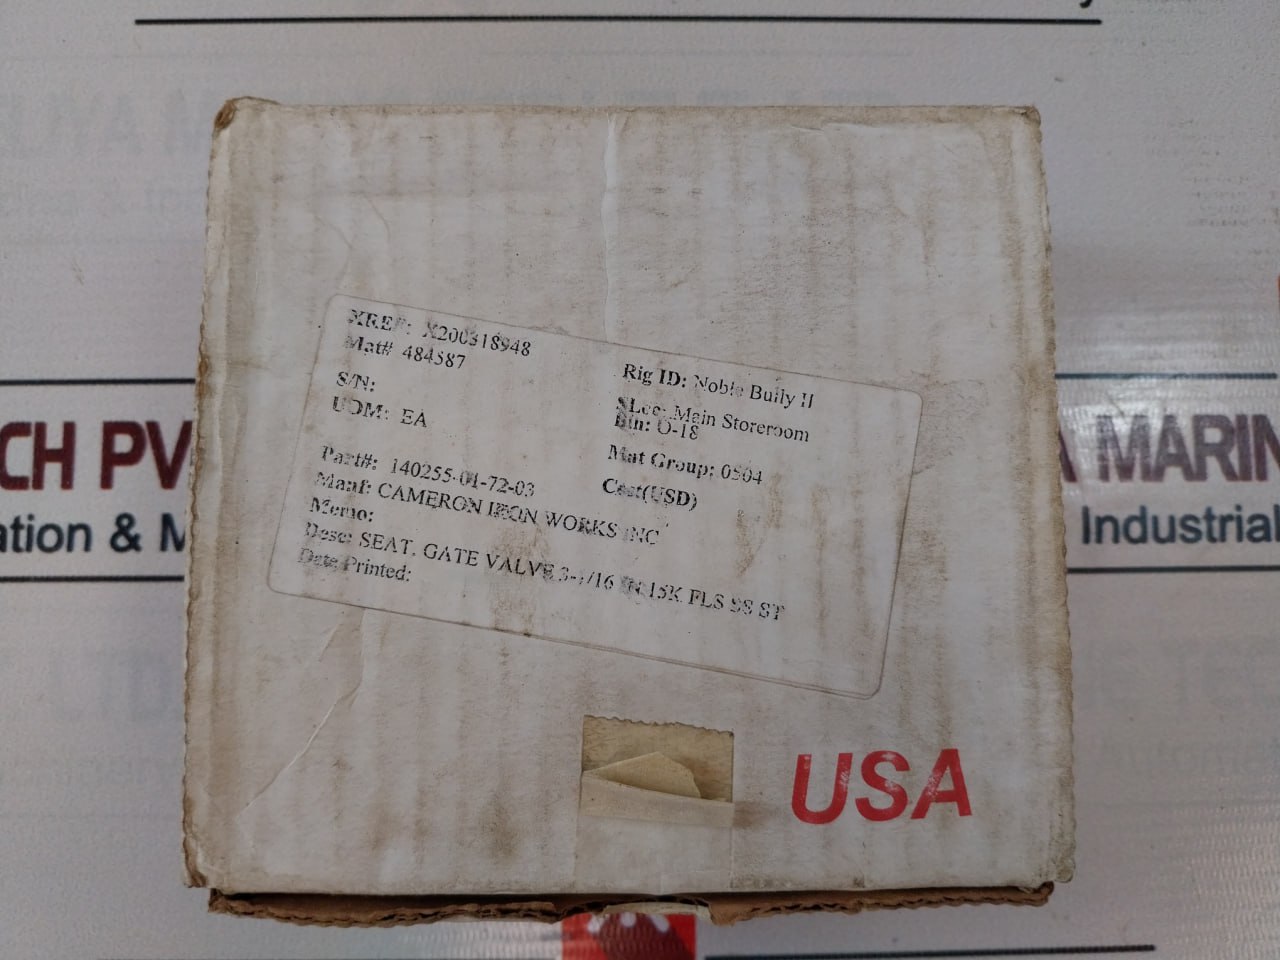 XREF: X200318948
Mat# 484587
S/N:
UOM: EA
Part#: 140255-01-72-03
Manf: CAMERON IRON WORKS INC
Memo:
Desc: SEAT, GATE VALVE 3-1/16 IN 15K FLS SS ST
Date Printed:
Rig ID: Noble Bully II
SLoc: Main Storeroom
Bin: O-18
Mat Group: 0504
Cost(USD)
USA
CH PV
ation & M
A MARIN
Industrial